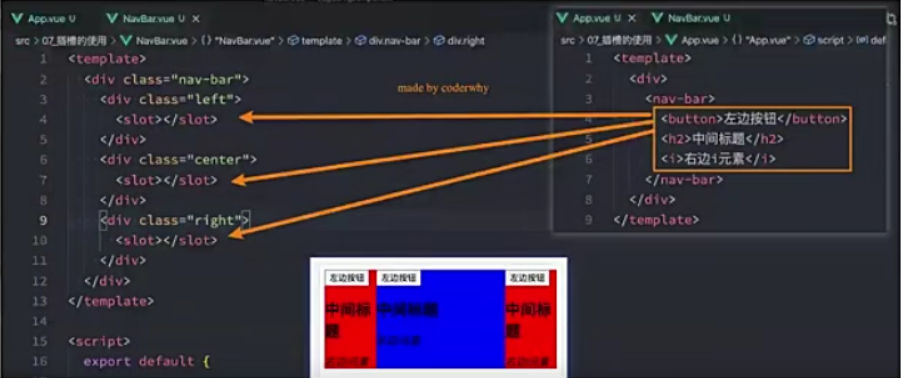 App.vue U
NavBar.vue U ×
src > 07_插槽的使用 > NavBar.vue > {} "NavBar.vue" > template > div.nav-bar > div.right
1 <template>
2 <div class="nav-bar">
3 <div class="left">
4 <slot></slot>
5 </div>
6 <div class="center">
7 <slot></slot>
8 </div>
9 <div class="right">
10 <slot></slot>
11 </div>
12 </div>
13 </template>
14
15 <script>
16 export default {
made by coderwhy
App.vue U ×
NavBar.vue U
src > 07_插槽的使用 > App.vue > {} "App.vue" > script > def
1 <template>
2 <div>
3 <nav-bar>
4 <button>左边按钮</button>
5 <h2>中间标题</h2>
6 <i>右边i元素</i>
7 </nav-bar>
8 </div>
9 </template>
左边按钮 左边按钮 左边按钮
中间标 中间标题 中间标
题 题
右边i元素 右边i元素 右边i元素